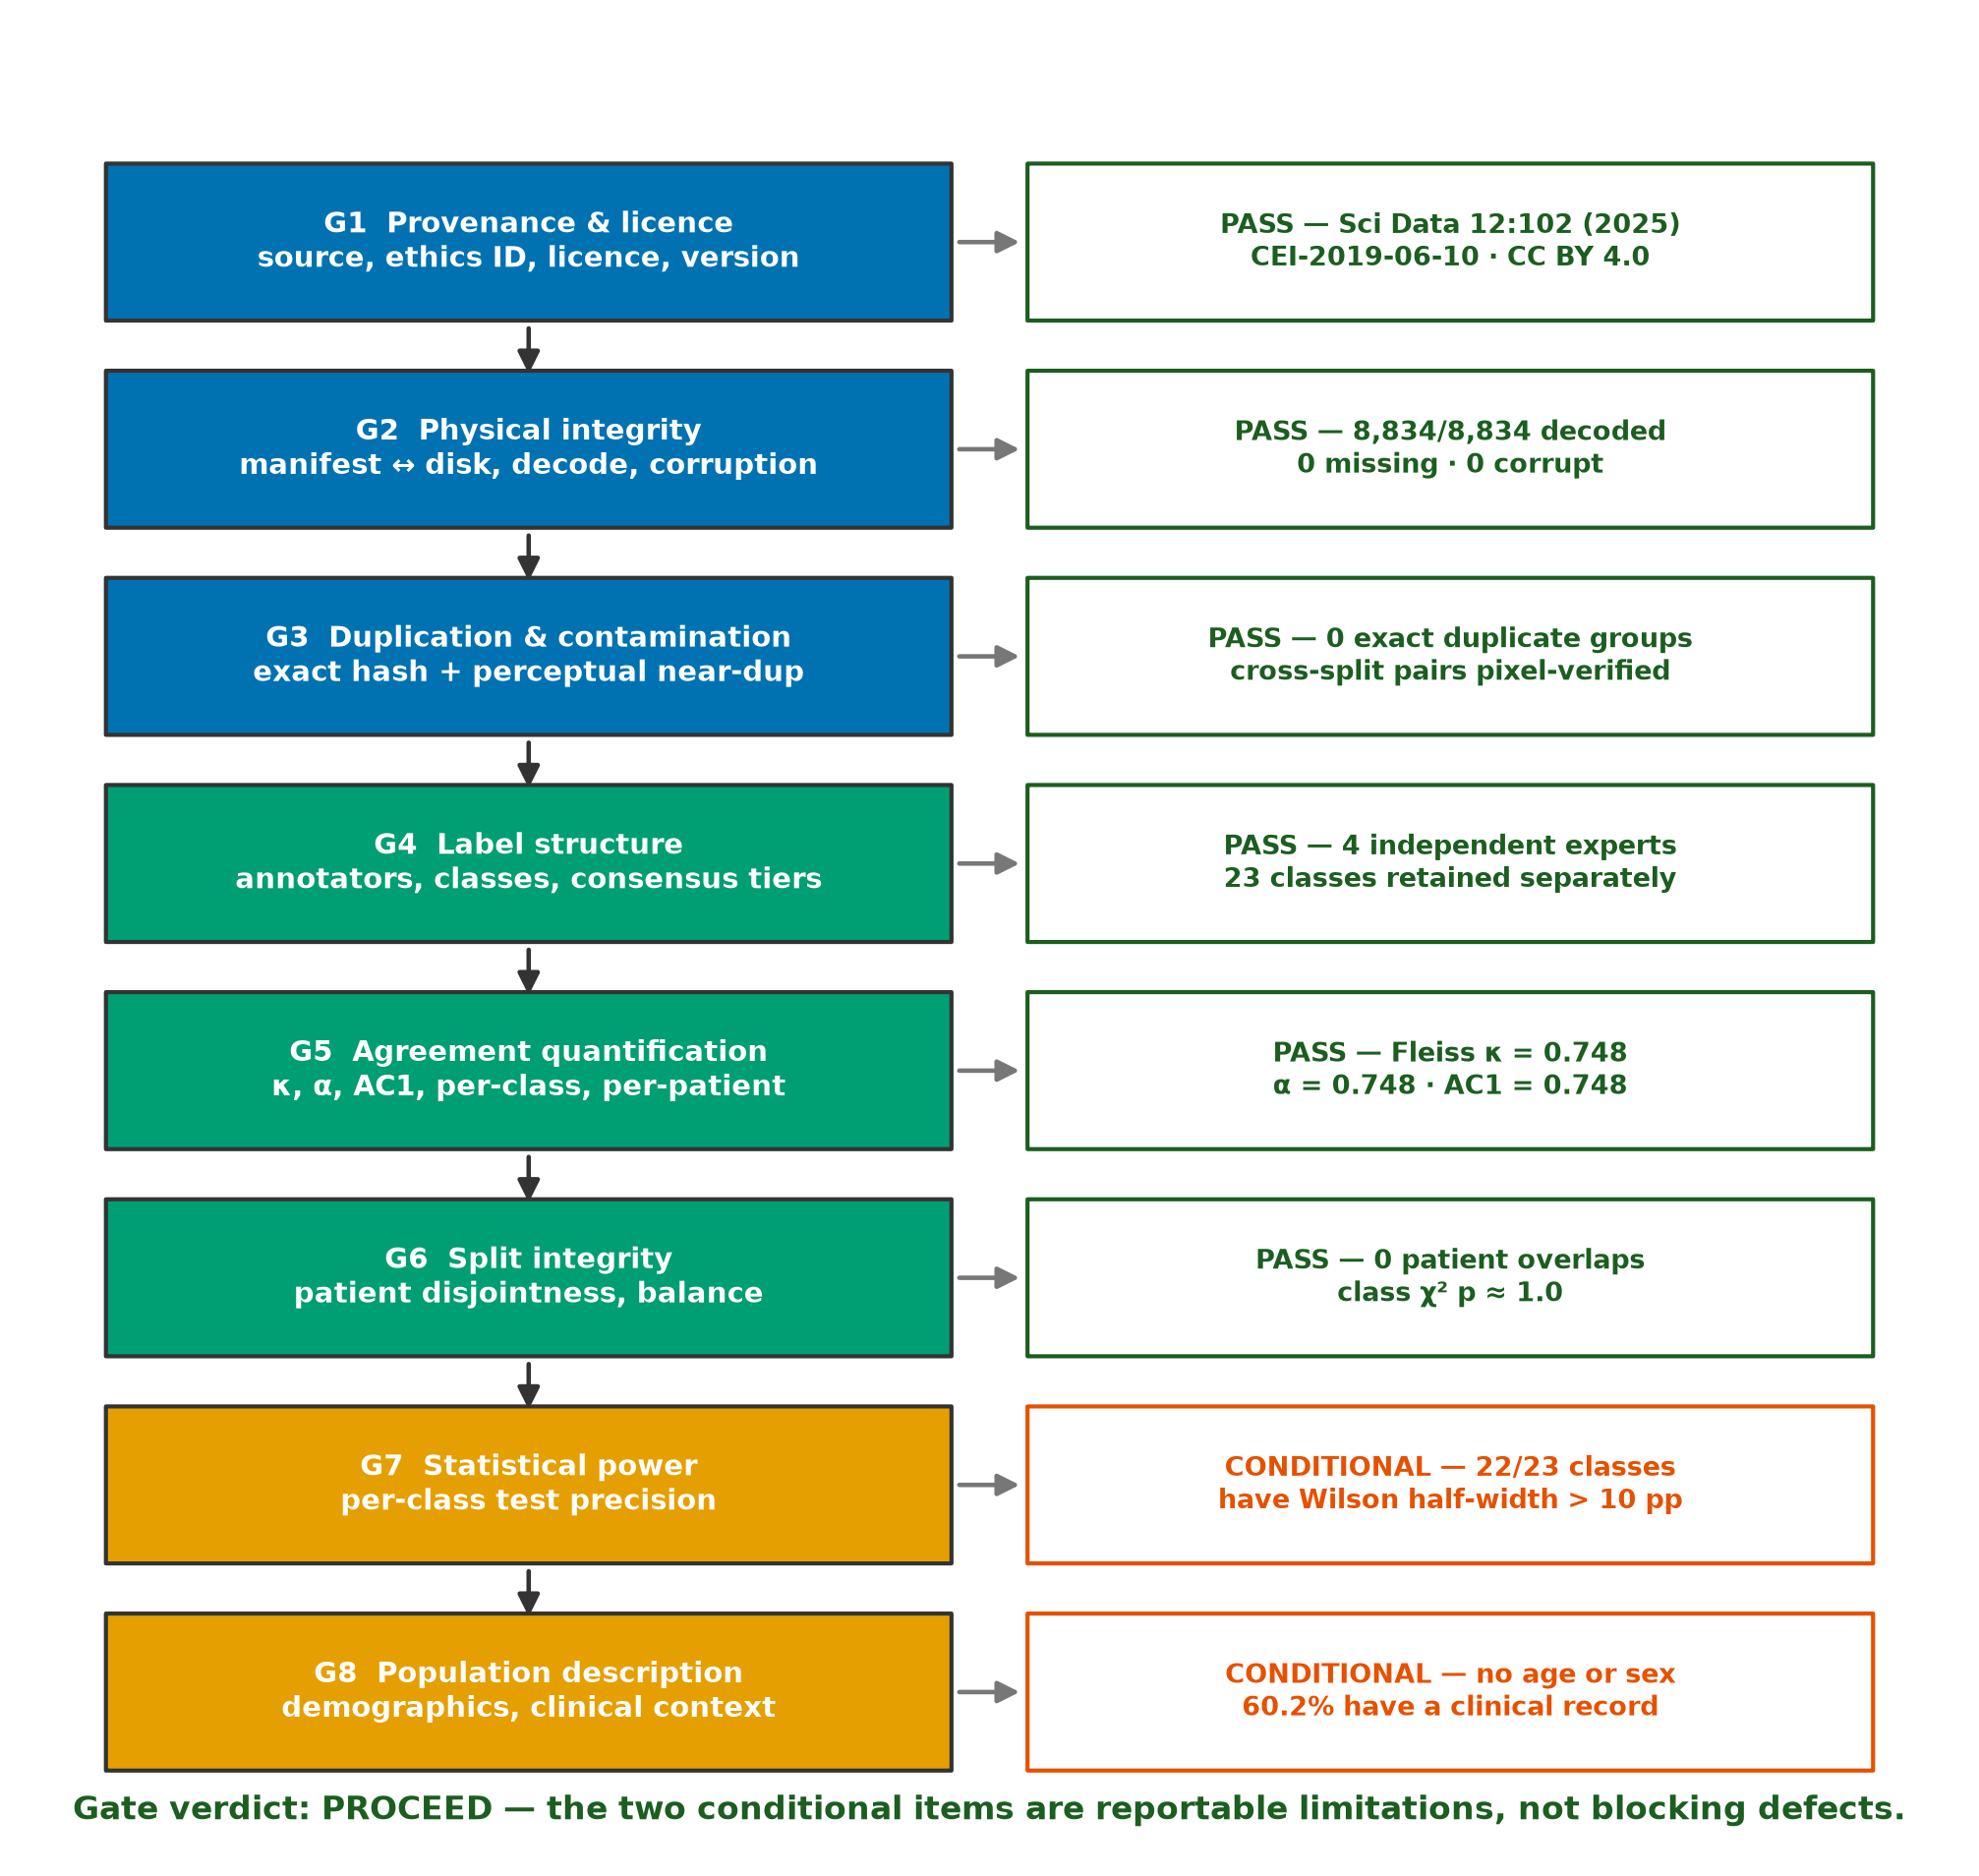 G1  Provenance & licence
source, ethics ID, licence, version
PASS — Sci Data 12:102 (2025)
CEI-2019-06-10 · CC BY 4.0
G2  Physical integrity
manifest ↔ disk, decode, corruption
PASS — 8,834/8,834 decoded
0 missing · 0 corrupt
G3  Duplication & contamination
exact hash + perceptual near-dup
PASS — 0 exact duplicate groups
cross-split pairs pixel-verified
G4  Label structure
annotators, classes, consensus tiers
PASS — 4 independent experts
23 classes retained separately
G5  Agreement quantification
κ, α, AC1, per-class, per-patient
PASS — Fleiss κ = 0.748
α = 0.748 · AC1 = 0.748
G6  Split integrity
patient disjointness, balance
PASS — 0 patient overlaps
class χ² p ≈ 1.0
G7  Statistical power
per-class test precision
CONDITIONAL — 22/23 classes
have Wilson half-width > 10 pp
G8  Population description
demographics, clinical context
CONDITIONAL — no age or sex
60.2% have a clinical record
Gate verdict: PROCEED — the two conditional items are reportable limitations, not blocking defects.